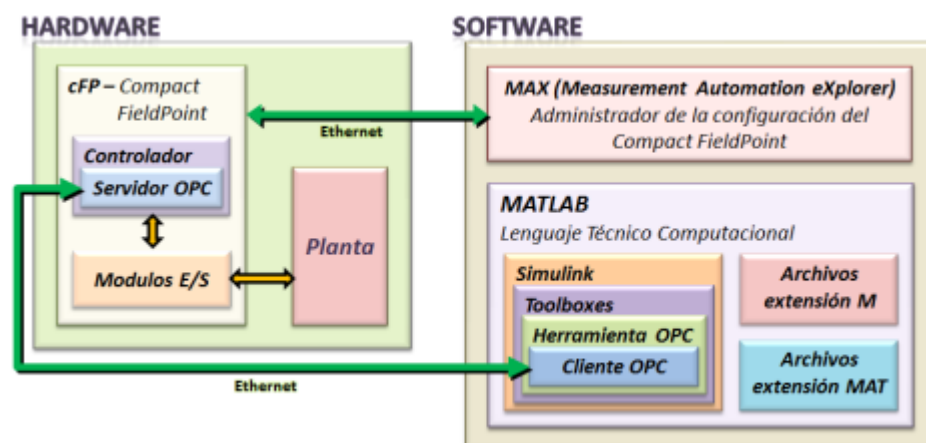 HARDWARE
cFP – Compact
FieldPoint
Ethernet
Controlador
Servidor OPC
Modulos E/S
Planta
Ethernet
SOFTWARE
MAX (Measurement Automation eXplorer)
Administrador de la configuración del
Compact FieldPoint
MATLAB
Lenguaje Técnico Computacional
Simulink
Toolboxes
Herramienta OPC
Cliente OPC
Archivos
extensión M
Archivos
extensión MAT